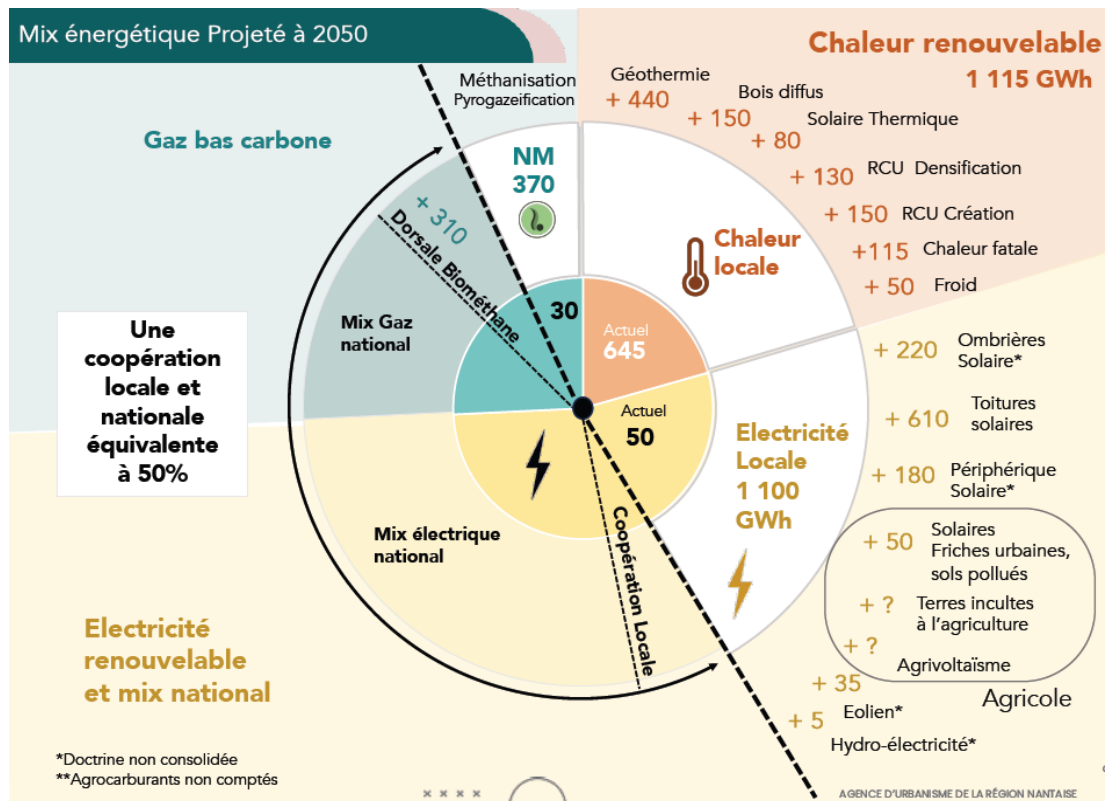 Mix énergétique Projeté à 2050
Chaleur renouvelable
1 115 GWh
Méthanisation
Pyrogazeification
Géothermie
+ 440
Bois diffus
+ 150
Solaire Thermique
+ 80
+ 130 RCU Densification
+ 150 RCU Création
+115 Chaleur fatale
+ 50 Froid
Gaz bas carbone
NM
370
+ 310
Dorsale Biométhane
Mix Gaz
national
30
Actuel
645
Chaleur
locale
Une
coopération
locale et
nationale
équivalente
à 50%
Actuel
50
Electricité
Locale
1 100
GWh
Mix électrique
national
Coopération Locale
+ 220 Ombrières
Solaire*
+ 610 Toitures
solaires
+ 180 Périphérique
Solaire*
+ 50 Solaires
Friches urbaines,
sols pollués
+ ? Terres incultes
à l'agriculture
+ ?
Agrivoltaïsme
Agricole
+ 35
Eolien*
+ 5
Hydro-électricité*
Electricité
renouvelable
et mix national
*Doctrine non consolidée
**Agrocarburants non comptés
AGENCE D'URBANISME DE LA RÉGION NANTAISE